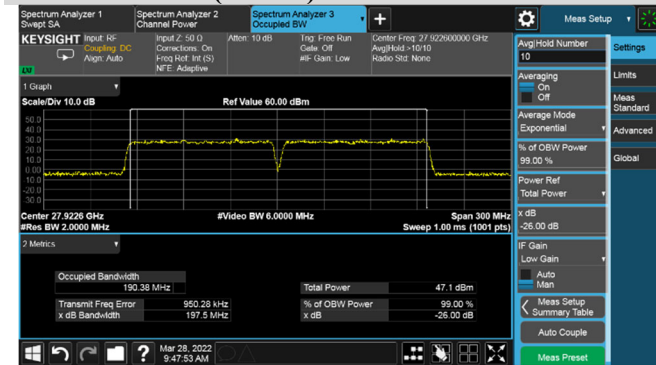 Spectrum Analyzer 1
Swept SA
Spectrum Analyzer 2
Channel Power
Spectrum Analyzer 3
Occupied BW
Meas Setup
KEYSIGHT
Input: RF
Coupling: DC
Align: Auto
Input Z: 50 Ω
Corrections: On
Freq Ref: Int (S)
NFE: Adaptive
Atten: 10 dB
Trig: Free Run
Gate: Off
#IF Gain: Low
Center Freq: 27.922600000 GHz
Avg|Hold >10/10
Radio Std: None
1 Graph
Scale/Div 10.0 dB
Ref Value 60.00 dBm
50.0
40.0
30.0
20.0
10.0
0.00
-10.0
-20.0
-30.0
Center 27.9226 GHz
#Video BW 6.0000 MHz
Span 300 MHz
#Res BW 2.0000 MHz
Sweep 1.00 ms (1001 pts)
2 Metrics
Occupied Bandwidth
190.38 MHz
Total Power
47.1 dBm
Transmit Freq Error
950.28 kHz
% of OBW Power
99.00 %
x dB Bandwidth
197.5 MHz
x dB
-26.00 dB
Mar 28, 2022
9:47:53 AM
Avg|Hold Number
10
Averaging
On
Off
Average Mode
Exponential
% of OBW Power
99.00 %
Power Ref
Total Power
x dB
-26.00 dB
IF Gain
Low Gain
Auto
Man
Meas Setup
Summary Table
Auto Couple
Meas Preset
Settings
Limits
Meas
Standard
Advanced
Global